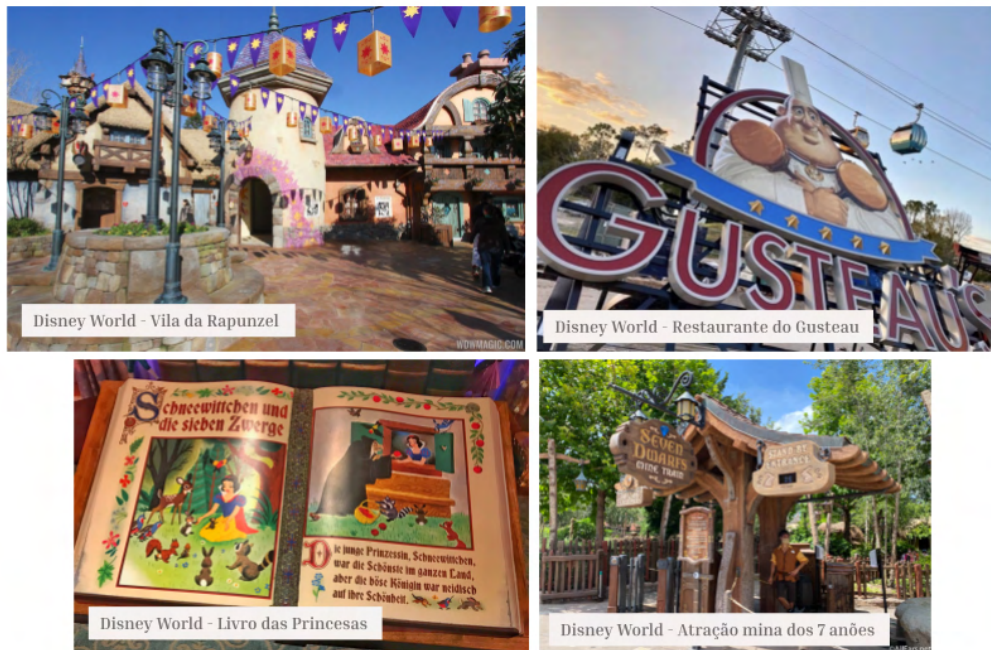 Disney World - Vila da Rapunzel
WDWMAGIC.COM
GUSTEAU'S
Disney World - Restaurante do Gusteau
Schneewittchen und
die sieben Zwerge
Die junge Prinzessin, Schneewittchen,
war die Schönste im ganzen Land,
aber die böse Königin war neidisch
auf ihre Schönheit.
Disney World - Livro das Princesas
SEVEN
DWARFS
MINE TRAIN
STAND-BY
ENTRANCE
Disney World - Atração mina dos 7 anões